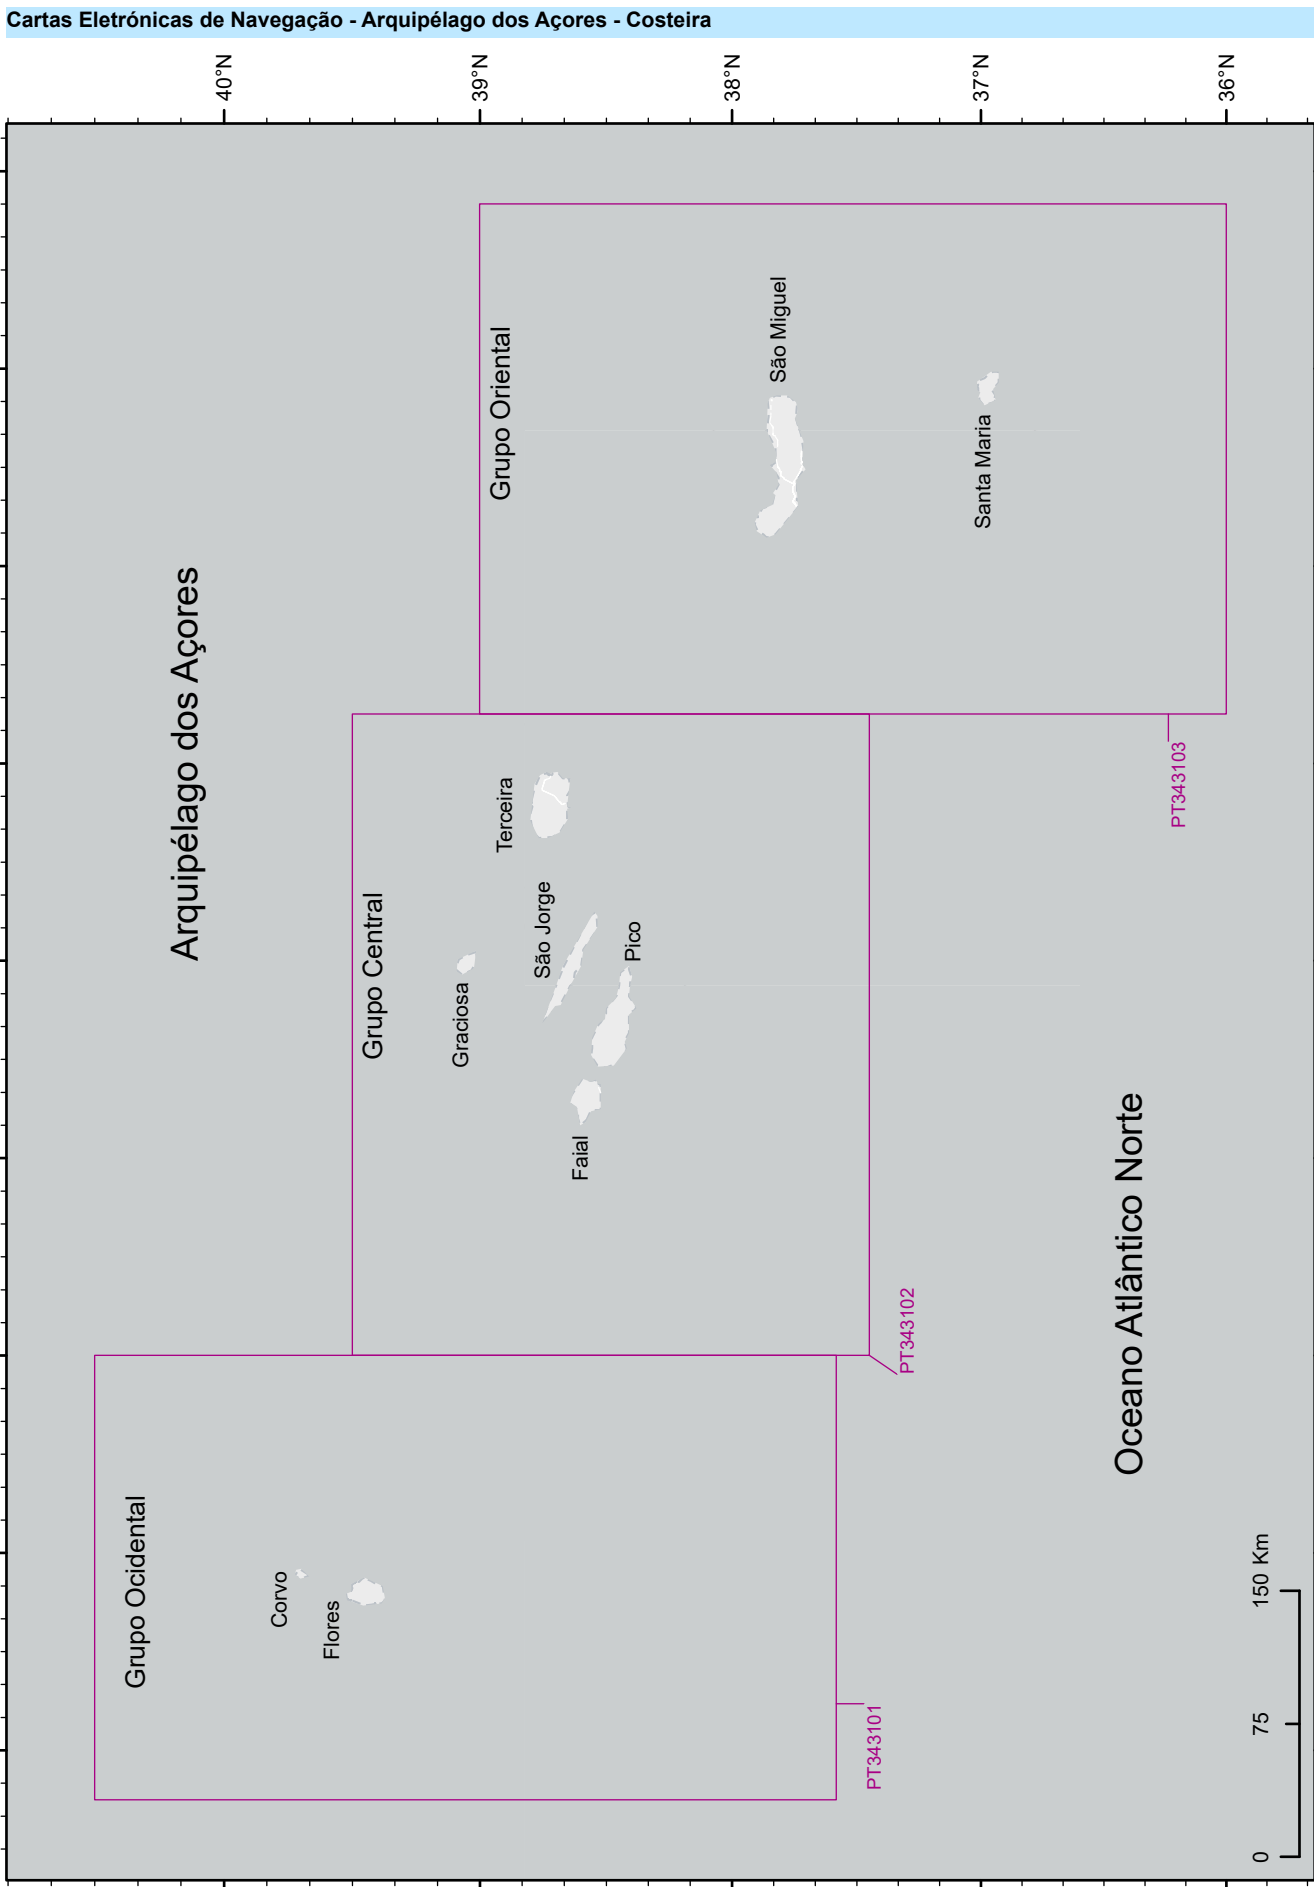 Cartas Eletrónicas de Navegação - Arquipélago dos Açores - Costeira
40°N
39°N
38°N
37°N
36°N
Arquipélago dos Açores
Grupo Ocidental
Corvo
Flores
PT343101
Grupo Central
Graciosa
Terceira
São Jorge
Pico
Faial
PT343102
Grupo Oriental
São Miguel
Santa Maria
PT343103
Oceano Atlântico Norte
0 75 150 Km